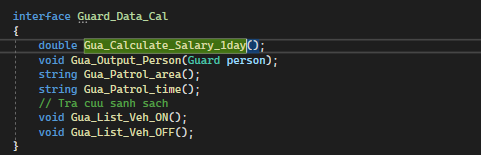 interface Guard_Data_Cal
{
double Gua_Calculate_Salary_1day();
void Gua_Output_Person(Guard person);
string Gua_Patrol_area();
string Gua_Patrol_time();
// Tra cuu sanh sach
void Gua_List_Veh_ON();
void Gua_List_Veh_OFF();
}